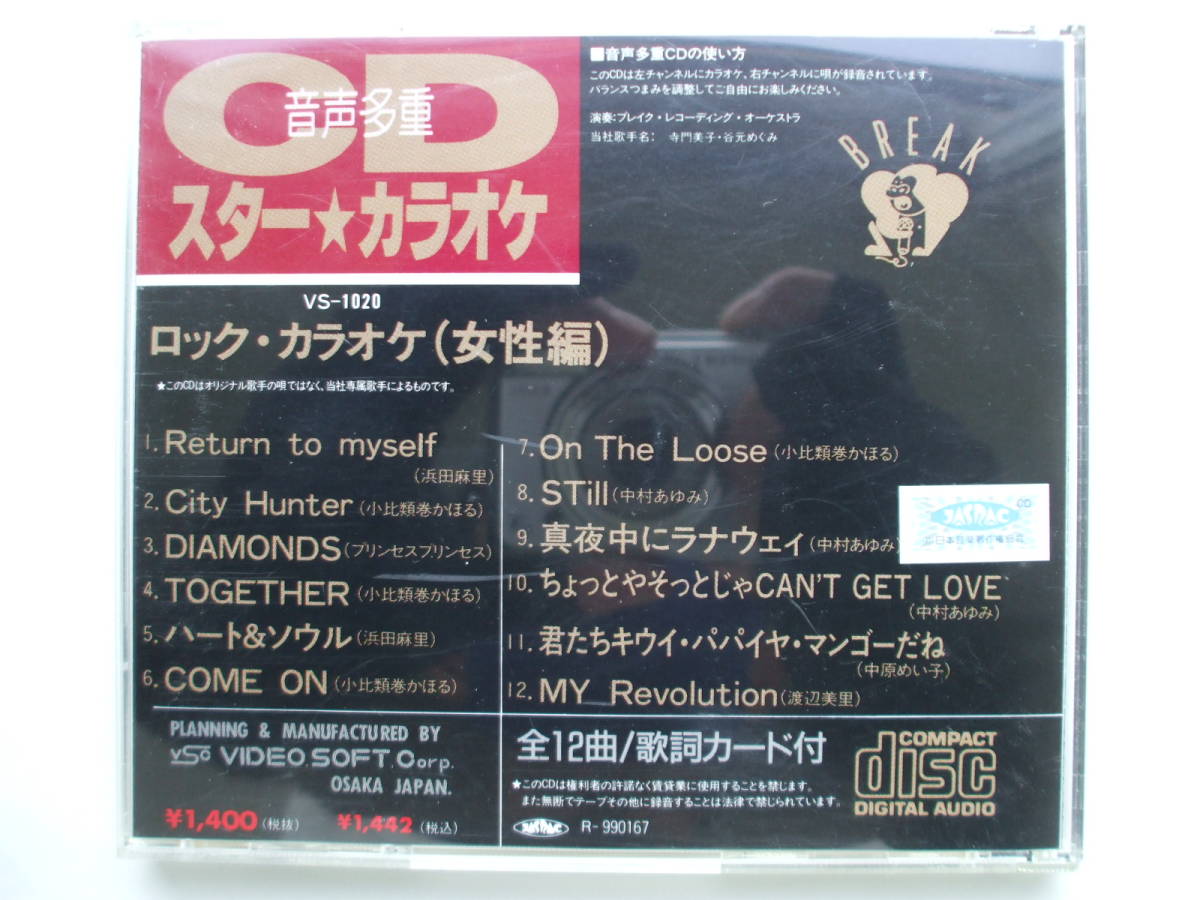 CD
音声多重
スター★カラオケ
■音声多重CDの使い方
このCDは左チャンネルにカラオケ、右チャンネルに唄が録音されています。
バランスつまみを調整してご自由にお楽しみください。
演奏:ブレイク・レコーディング・オーケストラ
当社歌手名: 寺門美子・谷元めぐみ
BREAK
VS-1020
ロック・カラオケ(女性編)
★このCDはオリジナル歌手の唄ではなく、当社専属歌手によるものです。
1. Return to myself
(浜田麻里)
2. City Hunter(小比類巻かほる)
3. DIAMONDS(プリンセスプリンセス)
4. TOGETHER(小比類巻かほる)
5. ハート&ソウル(浜田麻里)
6. COME ON(小比類巻かほる)
7. On The Loose(小比類巻かほる)
8. STill(中村あゆみ)
9. 真夜中にラナウェィ(中村あゆみ)
10. ちょっとやそっとじゃCAN'T GET LOVE
(中村あゆみ)
11. 君たちキウイ・パパイヤ・マンゴーだね
(中原めい子)
12. MY Revolution(渡辺美里)
CD
JASRAC
PLANNING & MANUFACTURED BY
VSO VIDEO.SOFT.Corp.
OSAKA JAPAN.
¥1,400(税抜) ¥1,442(税込)
全12曲/歌詞カード付
★このCDは権利者の許諾なく賃貸業に使用することを禁じます。
また無断でテープその他に録音することは法律で禁じられています。
JASRAC R-990167
COMPACT
disc
DIGITAL AUDIO